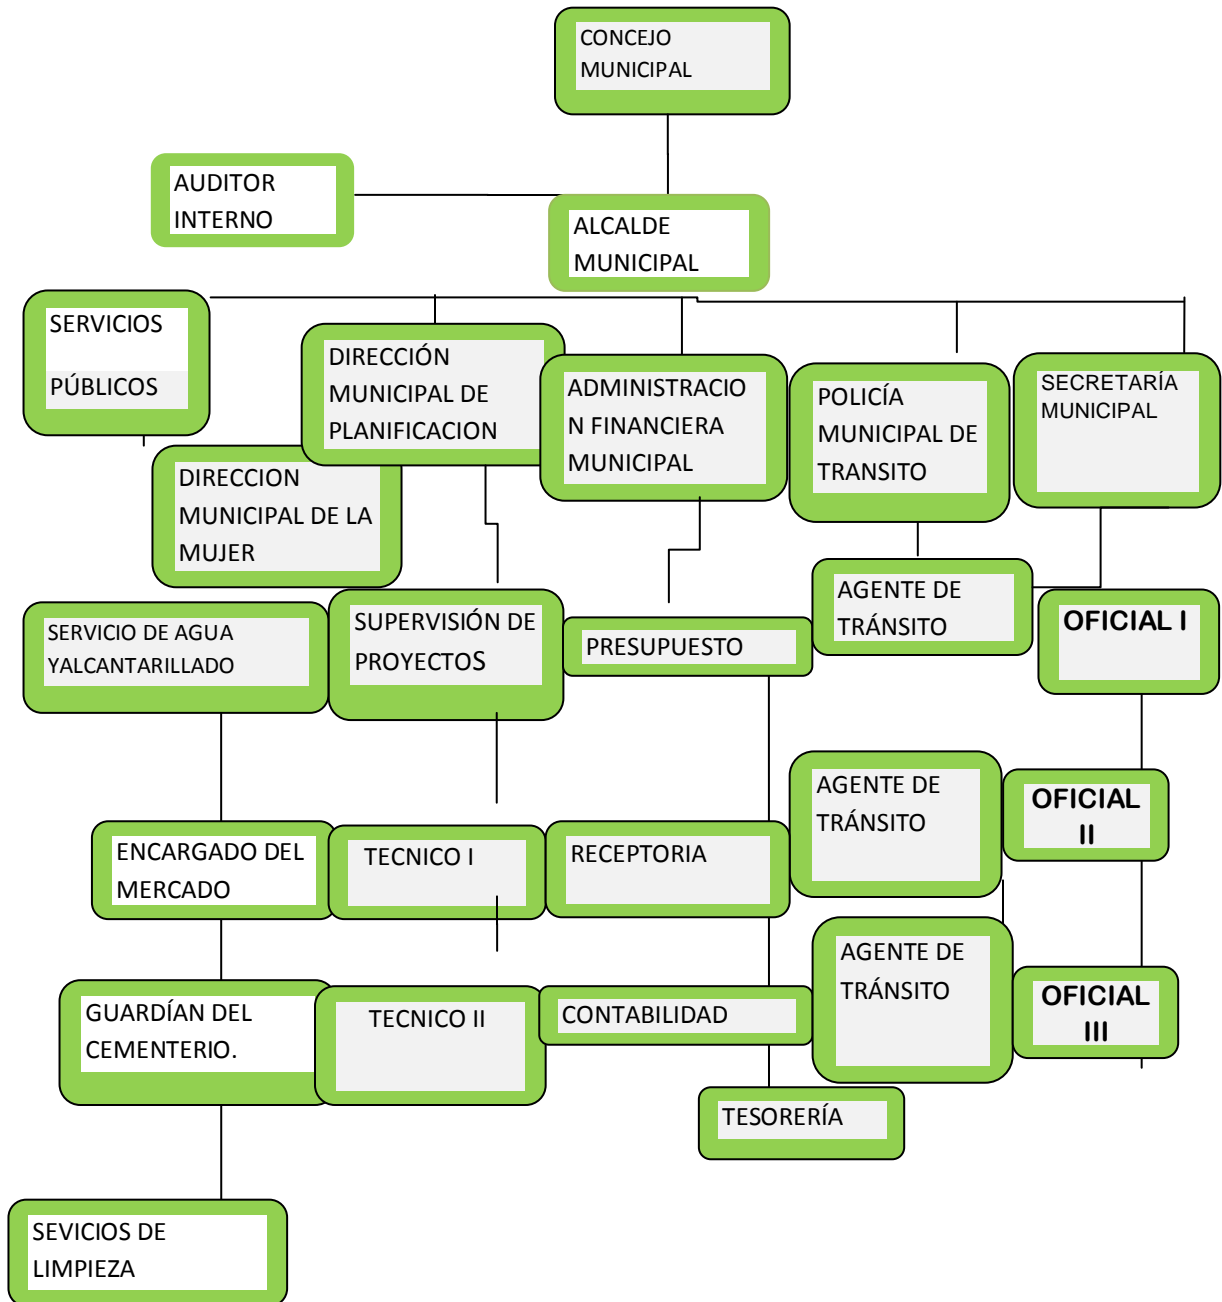 CONCEJO
MUNICIPAL
AUDITOR
INTERNO
ALCALDE
MUNICIPAL
SERVICIOS
PÚBLICOS
DIRECCIÓN
MUNICIPAL DE
PLANIFICACION
ADMINISTRACIO
N FINANCIERA
MUNICIPAL
POLICÍA
MUNICIPAL DE
TRANSITO
SECRETARÍA
MUNICIPAL
DIRECCION
MUNICIPAL DE LA
MUJER
SERVICIO DE AGUA
YALCANTARILLADO
SUPERVISIÓN DE
PROYECTOS
PRESUPUESTO
AGENTE DE
TRÁNSITO
OFICIAL I
ENCARGADO DEL
MERCADO
TECNICO I
RECEPTORIA
AGENTE DE
TRÁNSITO
OFICIAL
II
GUARDÍAN DEL
CEMENTERIO.
TECNICO II
CONTABILIDAD
AGENTE DE
TRÁNSITO
OFICIAL
III
TESORERÍA
SEVICIOS DE
LIMPIEZA